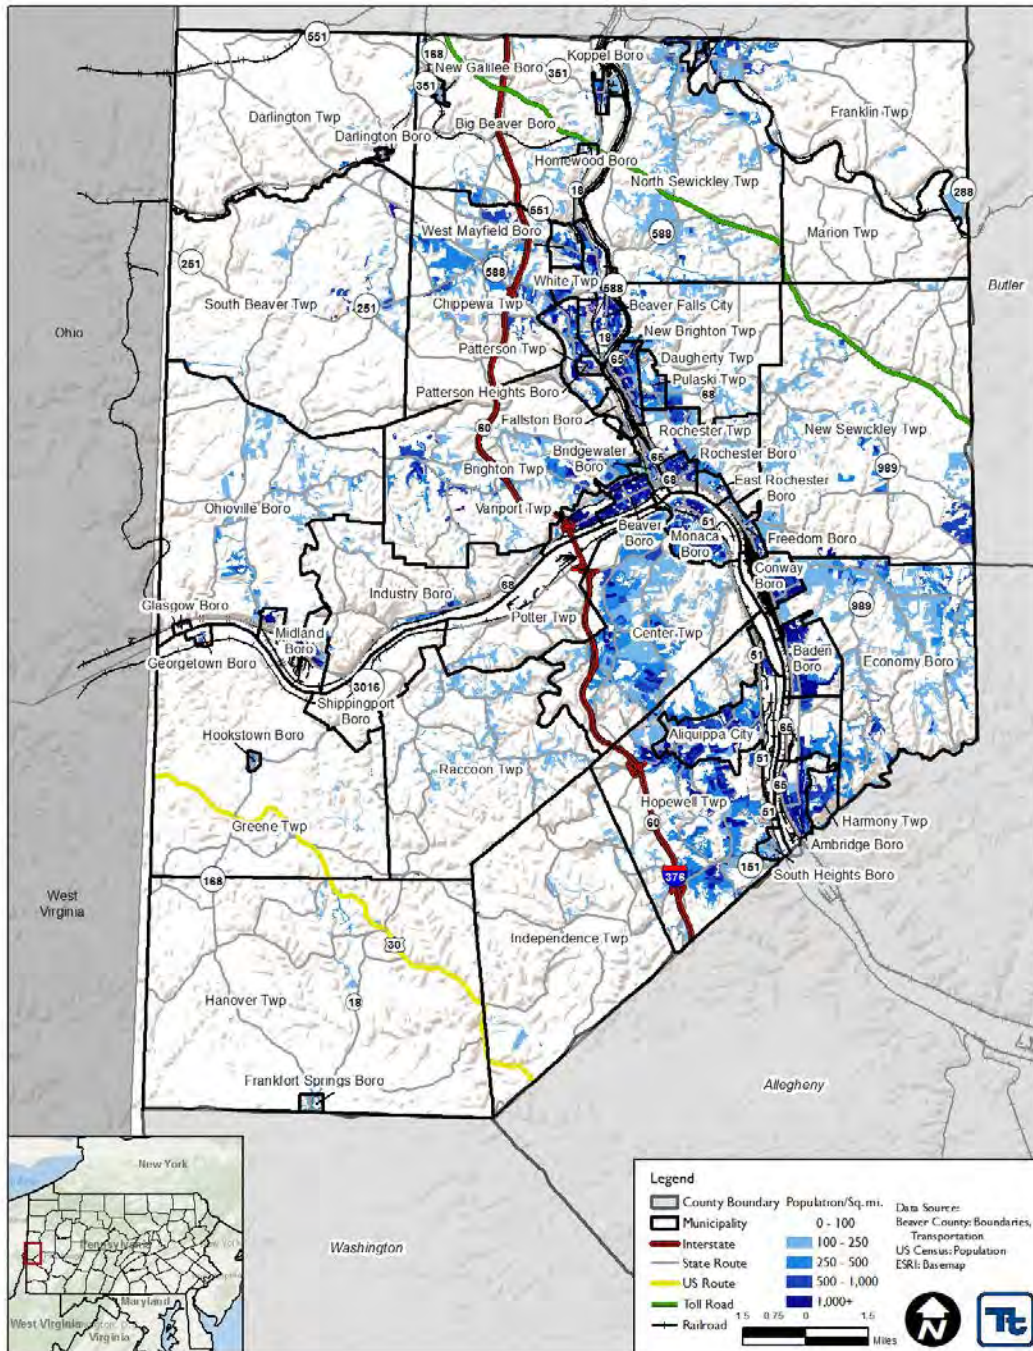 551
168
Koppel Boro
New Galilee Boro
351
351
Darlington Twp
Franklin Twp
Big Beaver Boro
Darlington Boro
Homewood Boro
18
North Sewickley Twp
288
551
West Mayfield Boro
588
Marion Twp
251
588
White Twp
588
Butler
South Beaver Twp
251
Chippewa Twp
Beaver Falls City
Ohio
18
New Brighton Twp
Patterson Twp
65
Daugherty Twp
Pulaski Twp
Patterson Heights Boro
68
Fallston Boro
New Sewickley Twp
60
Rochester Twp
Bridgewater
Boro
65
Rochester Boro
Brighton Twp
68
989
East Rochester
Boro
Vanport Twp
Ohioville Boro
Beaver
Boro
51
Monaca
Boro
Freedom Boro
68
Conway
Boro
Industry Boro
989
Glasgow Boro
Potter Twp
Midland
Boro
Center Twp
51
Baden
Boro
Economy Boro
Georgetown Boro
3016
Shippingport
Boro
Hookstown Boro
Aliquippa City
65
51
Raccoon Twp
65
Hopewell Twp
51
Harmony Twp
Greene Twp
60
Ambridge Boro
151
South Heights Boro
376
168
West
Virginia
30
Independence Twp
Hanover Twp
18
Frankfort Springs Boro
Allegheny
Washington
New York
Pennsylvania
Maryland
West Virginia
Virginia
Legend
County Boundary
Municipality
Interstate
State Route
US Route
Toll Road
Railroad
Population/Sq. mi.
0 - 100
100 - 250
250 - 500
500 - 1,000
1,000+
Data Source:
Beaver County: Boundaries,
Transportation
US Census: Population
ESRI: Basemap
1.5 0.75 0 1.5
Miles
N
Tt